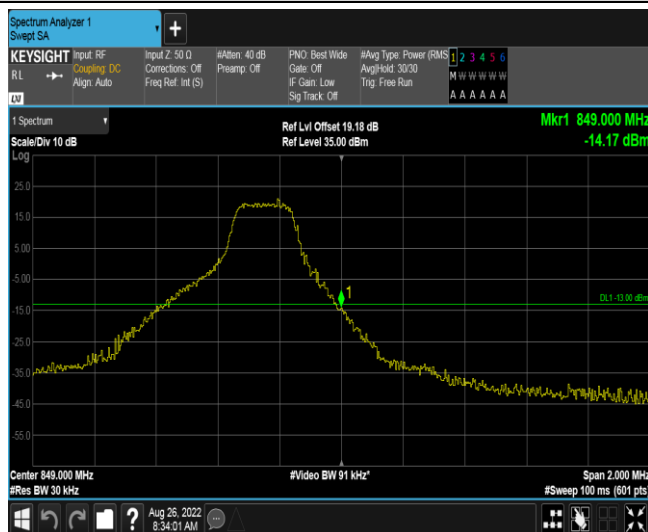 Spectrum Analyzer 1
Swept SA
+
KEYSIGHT Input: RF Input Z: 50 Ω #Atten: 40 dB PNO: Best Wide #Avg Type: Power (RMS 1 2 3 4 5 6
RL Coupling: DC Corrections: Off Preamp: Off Gate: Off Avg|Hold: 30/30 M W W W W W
Align: Auto Freq Ref: Int (S) IF Gain: Low Trig: Free Run
Sig Track: Off A A A A A A
LXI
1 Spectrum Ref Lvl Offset 19.18 dB Mkr1 849.000 MHz
Scale/Div 10 dB Ref Level 35.00 dBm -14.17 dBm
Log
25.0
15.0
5.00
-5.00
1
DL1 -13.00 dBm
-15.0
-25.0
-35.0
-45.0
-55.0
Center 849.000 MHz #Video BW 91 kHz* Span 2.000 MHz
#Res BW 30 kHz #Sweep 100 ms (601 pts)
? Aug 26, 2022
8:34:01 AM